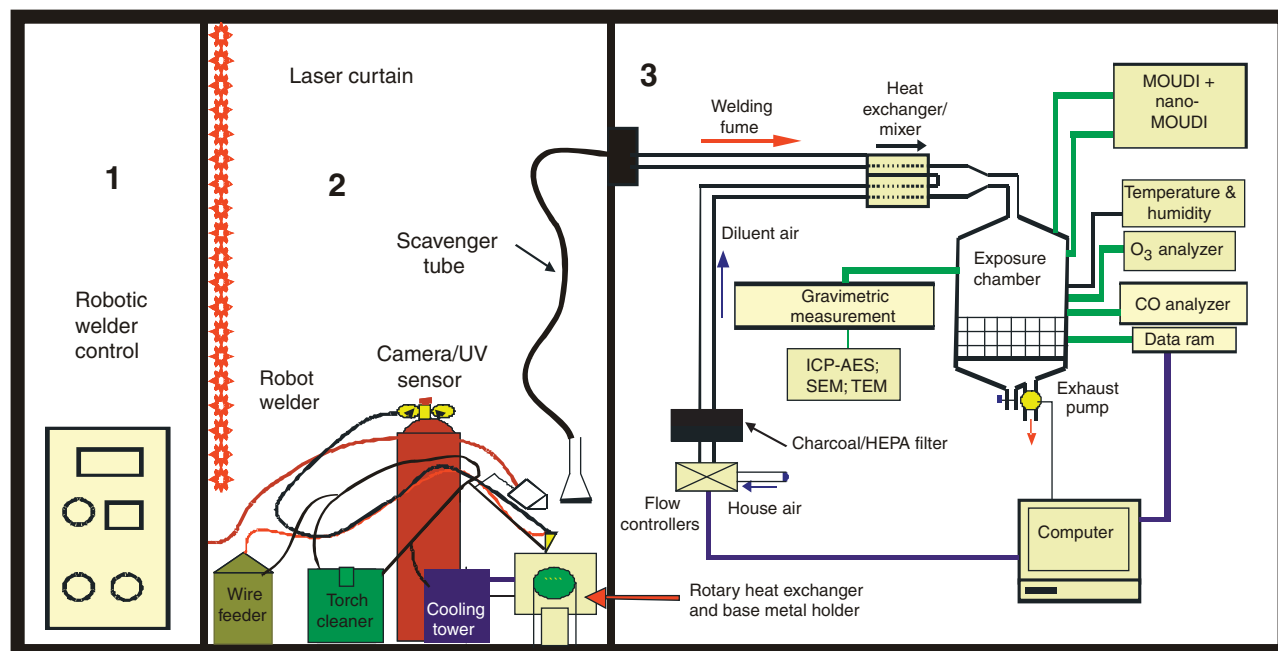 1
Robotic
welder
control
Laser curtain
2
Scavenger
tube
Camera/UV
sensor
Robot
welder
Wire
feeder
Torch
cleaner
Cooling
tower
Rotary heat exchanger
and base metal holder
3
Welding
fume
Heat
exchanger/
mixer
MOUDI +
nano-
MOUDI
Temperature &
humidity
O₃ analyzer
CO analyzer
Data ram
Exposure
chamber
Diluent air
Gravimetric
measurement
ICP-AES;
SEM; TEM
Exhaust
pump
Charcoal/HEPA filter
Flow
controllers
House air
Computer